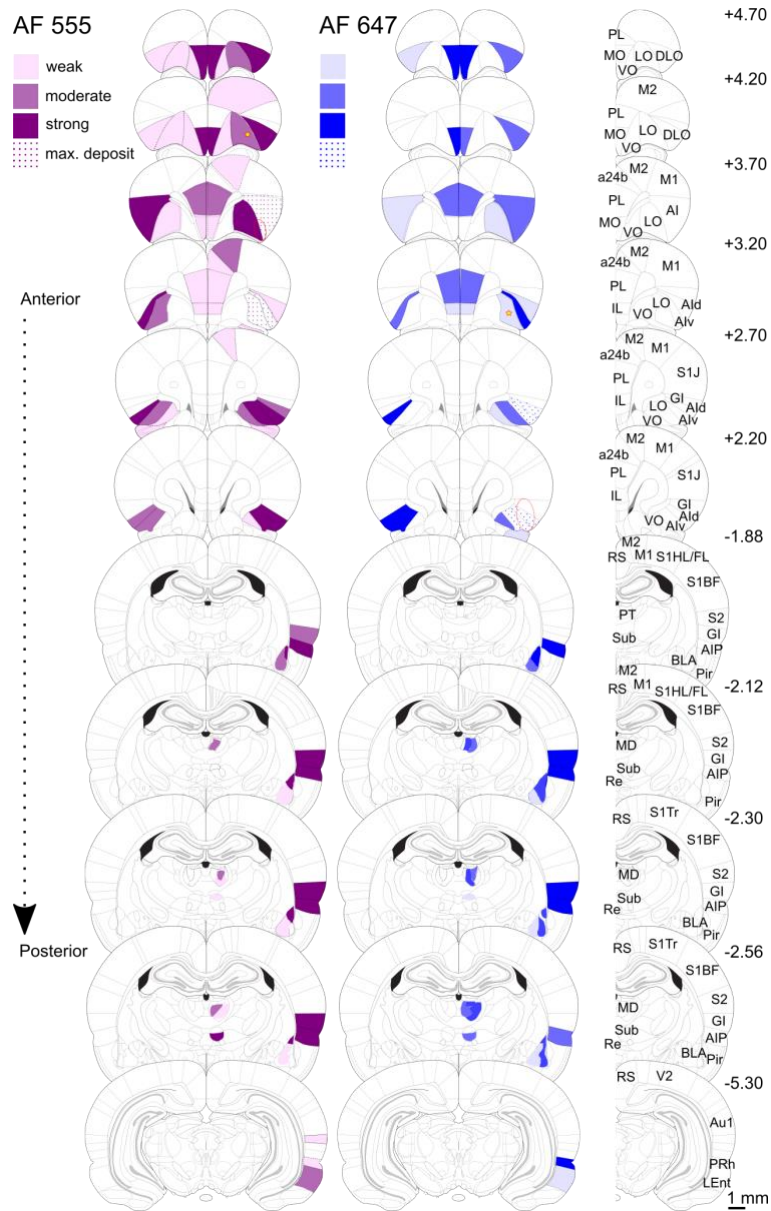 AF 555
AF 647
weak
moderate
strong
max. deposit
Anterior
Posterior
+4.70
PL
MO LO DLO
VO
+4.20
M2
PL
MO LO DLO
VO
+3.70
M2
a24b M1
PL AI
MO LO
VO
+3.20
M2
a24b M1
PL
LO AId
IL VO AIv
+2.70
M2
a24b M1
S1J
PL
IL GI
LO AId
VO AIv
+2.20
M2
a24b M1
PL S1J
IL GI
VO AId
AIv
-1.88
M2
RS M1 S1HL/FL
S1BF
PT S2
Sub GI
AIP
BLA
Pir
-2.12
M2
RS M1 S1HL/FL
S1BF
MD S2
GI
Sub AIP
Re
Pir
-2.30
RS S1Tr
S1BF
MD S2
GI
Sub AIP
Re
BLA Pir
-2.56
RS S1Tr
S1BF
MD S2
GI
Sub AIP
Re
BLA Pir
-5.30
RS V2
Au1
PRh
LEnt
1 mm